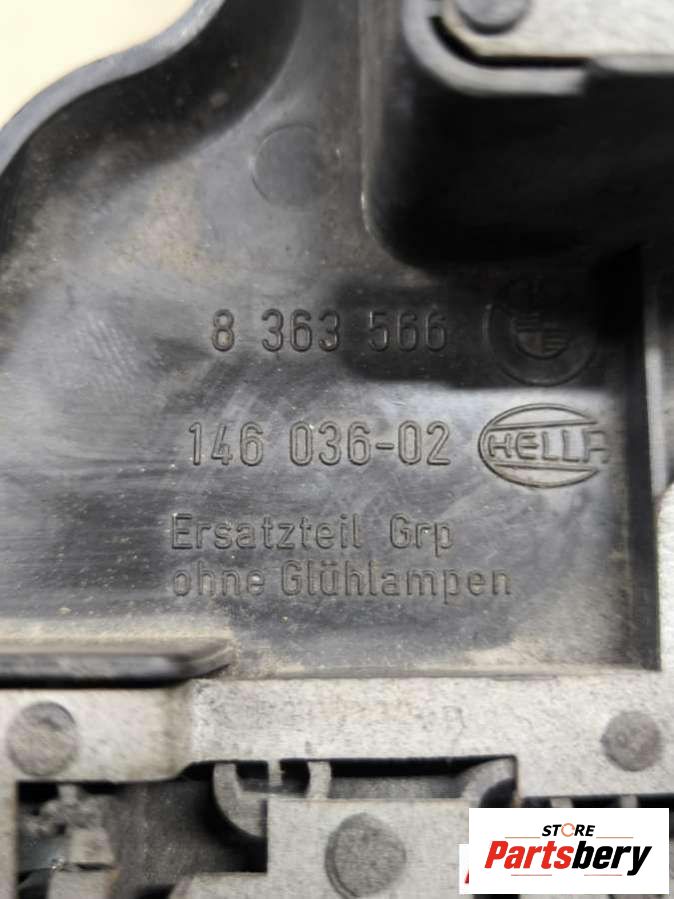 8 363 566
146 036-02 HELLA
Ersatzteil Grp
ohne Glühlampen
STORE
Partsbery